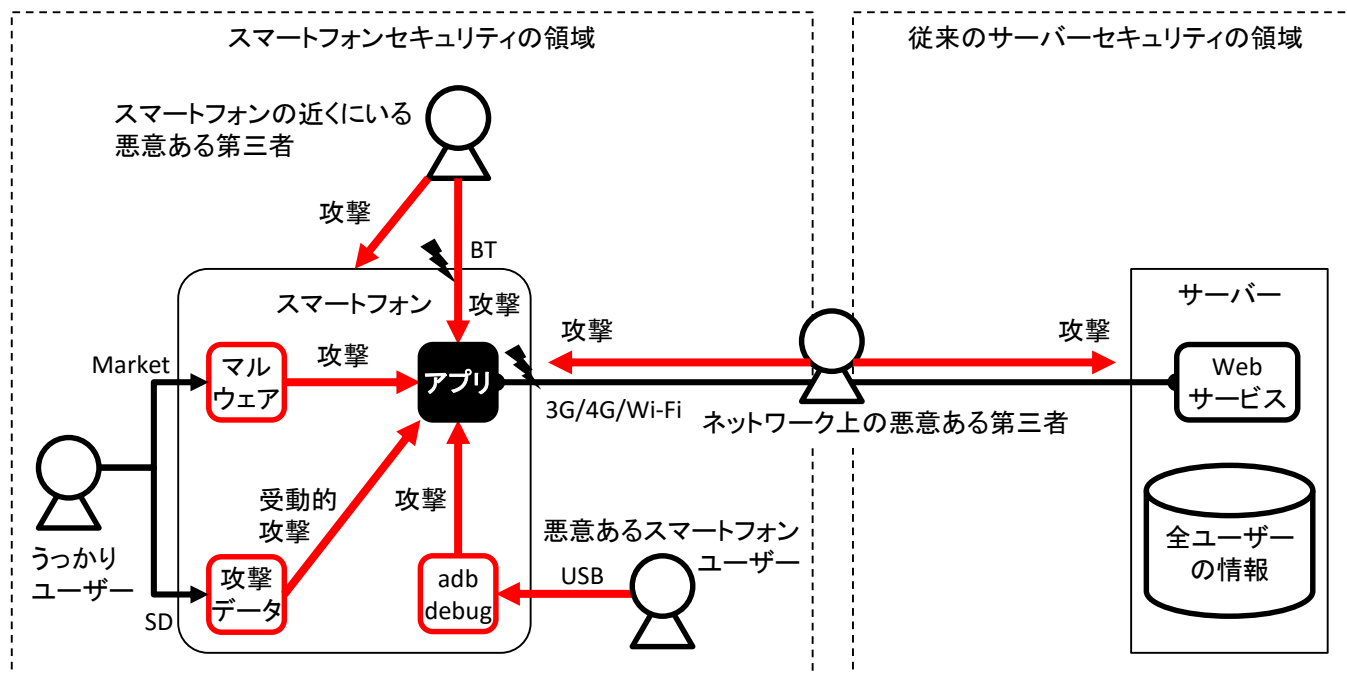 スマートフォンセキュリティの領域
従来のサーバーセキュリティの領域
スマートフォンの近くにいる
悪意ある第三者
攻撃
BT
スマートフォン
攻撃
サーバー
Market
マル
ウェア
攻撃
アプリ
攻撃
攻撃
3G/4G/Wi-Fi
ネットワーク上の悪意ある第三者
Web
サービス
うっかり
ユーザー
SD
受動的
攻撃
攻撃
攻撃
データ
adb
debug
悪意あるスマートフォン
ユーザー
USB
全ユーザー
の情報